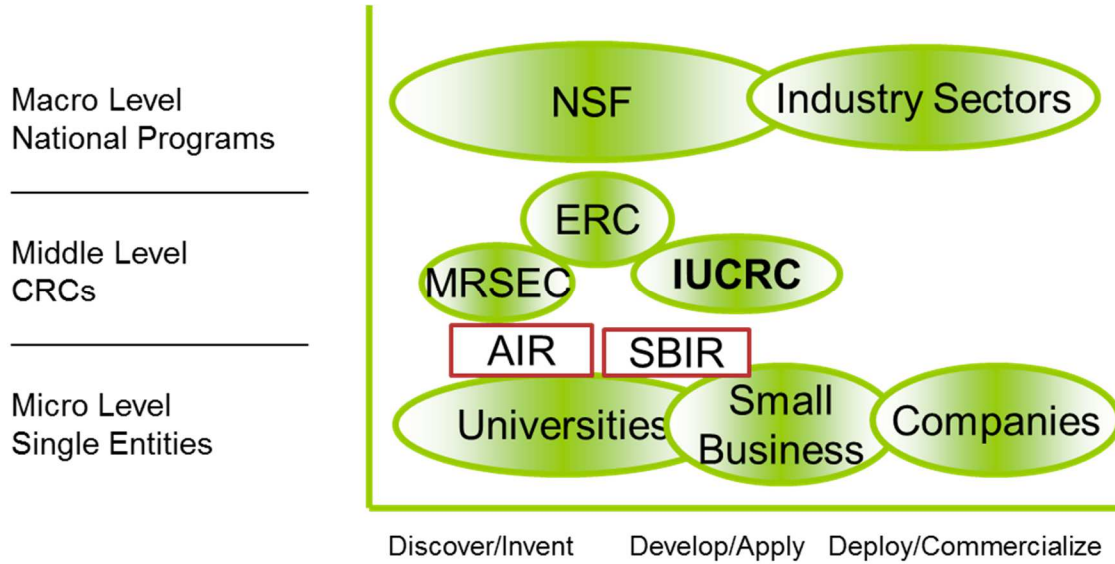 Macro Level
National Programs
NSF
Industry Sectors
Middle Level
CRCs
ERC
MRSEC
IUCRC
AIR
SBIR
Micro Level
Single Entities
Universities
Small
Business
Companies
Discover/Invent
Develop/Apply
Deploy/Commercialize